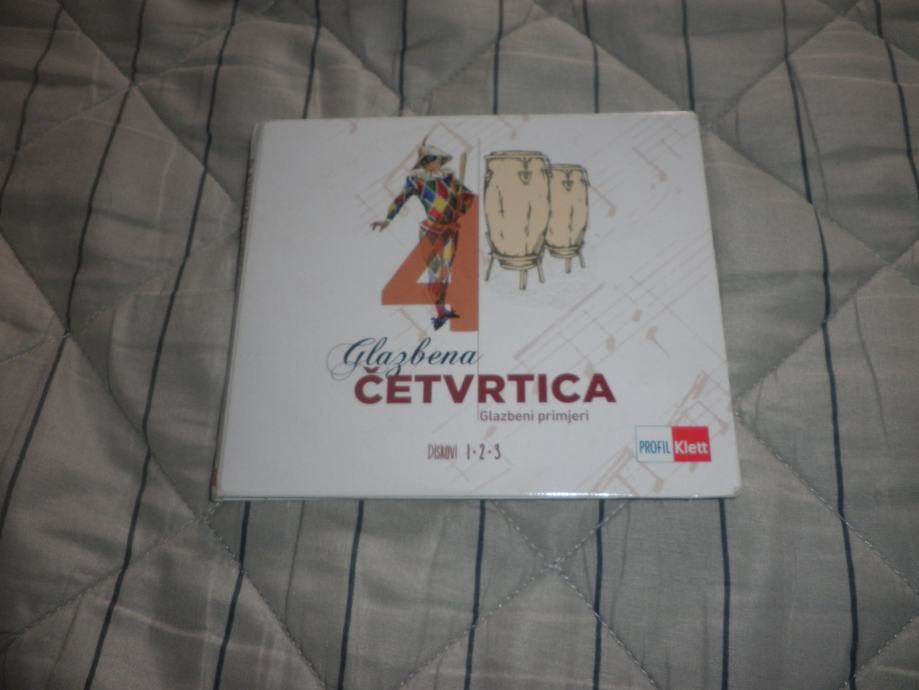 4
Glazbena
ČETVRTICA
Glazbeni primjeri
DISKOVI 1·2·3
PROFIL Klett